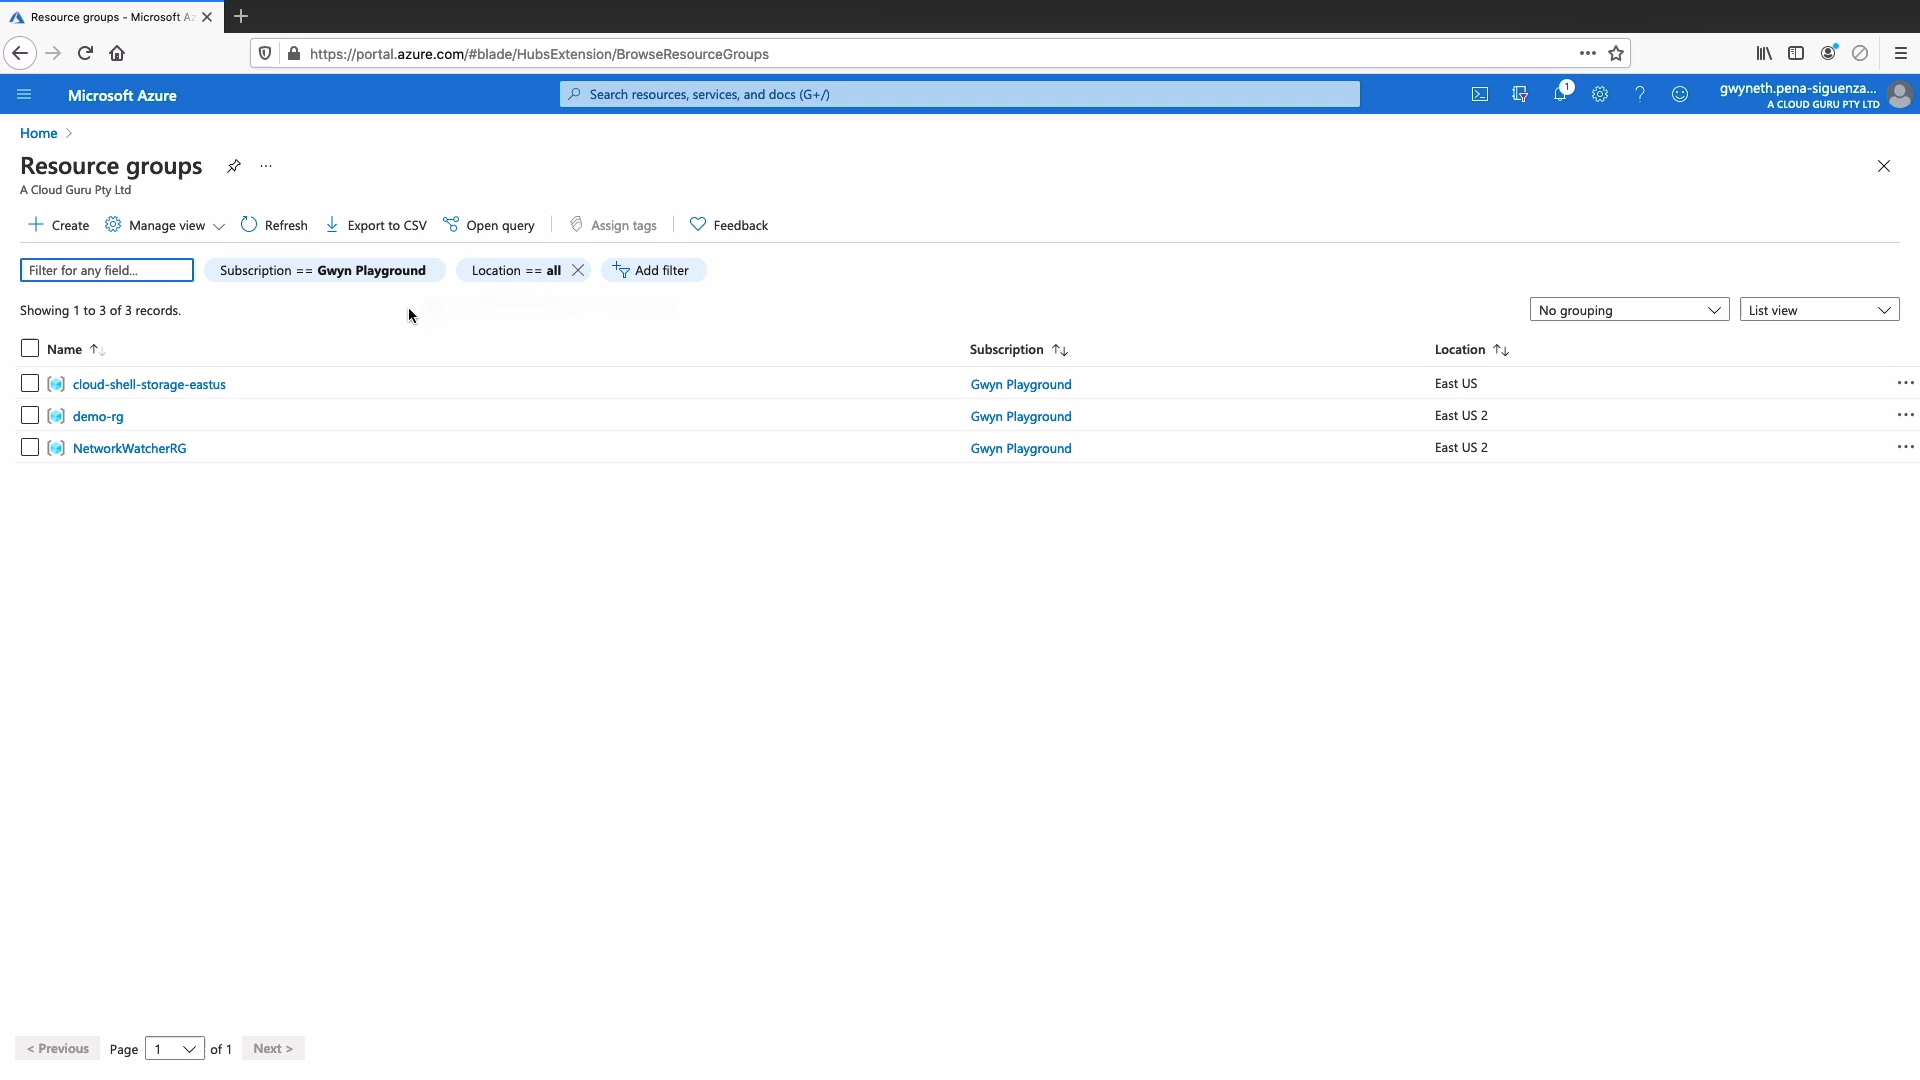 Resource groups - Microsoft Az
https://portal.azure.com/#blade/HubsExtension/BrowseResourceGroups
Microsoft Azure
Search resources, services, and docs (G+/)
1
gwyneth.pena-siguenza...
A CLOUD GURU PTY LTD
Home
Resource groups
A Cloud Guru Pty Ltd
Create Manage view Refresh Export to CSV Open query Assign tags Feedback
Filter for any field... Subscription == Gwyn Playground Location == all Add filter
Showing 1 to 3 of 3 records. No grouping List view
Name Subscription Location
cloud-shell-storage-eastus Gwyn Playground East US
demo-rg Gwyn Playground East US 2
NetworkWatcherRG Gwyn Playground East US 2
< Previous Page 1 of 1 Next >